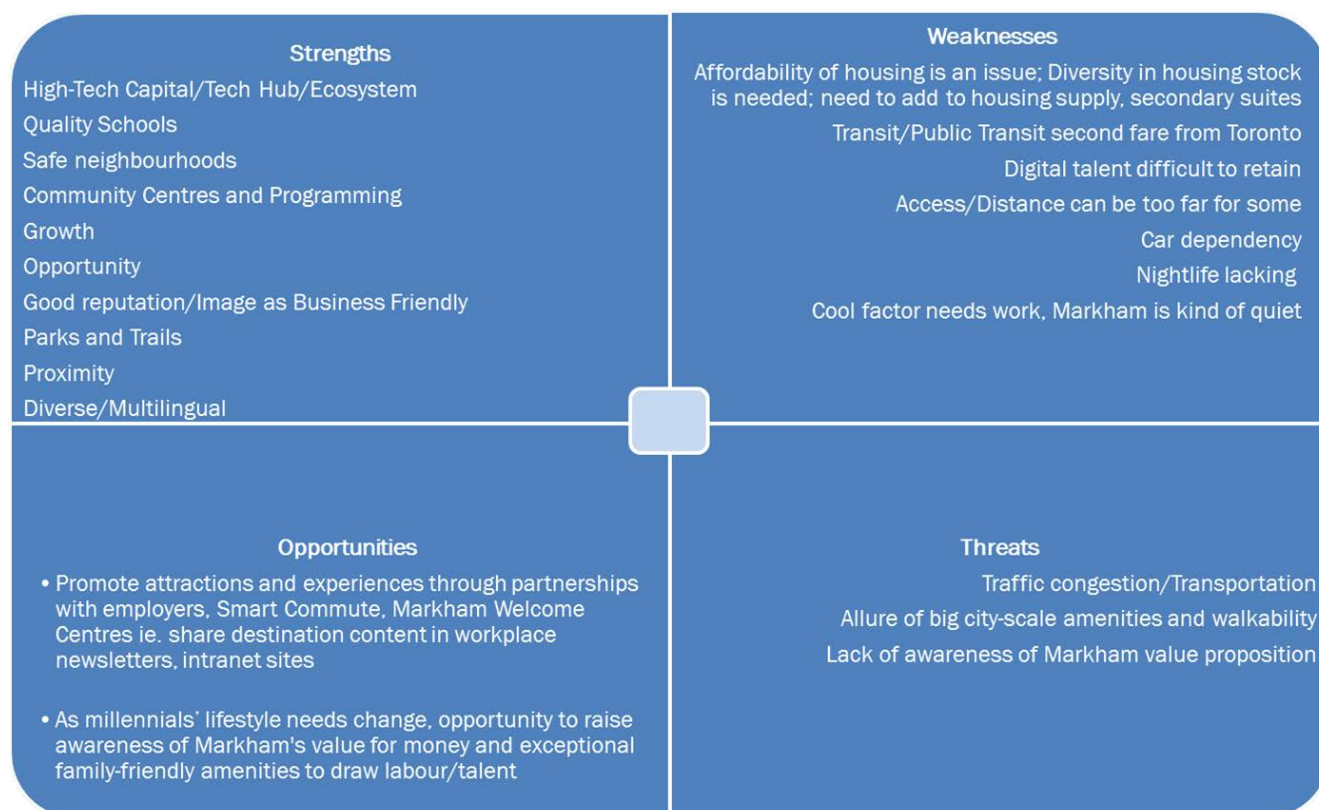 Strengths
High-Tech Capital/Tech Hub/Ecosystem
Quality Schools
Safe neighbourhoods
Community Centres and Programming
Growth
Opportunity
Good reputation/Image as Business Friendly
Parks and Trails
Proximity
Diverse/Multilingual
Weaknesses
Affordability of housing is an issue; Diversity in housing stock
is needed; need to add to housing supply, secondary suites
Transit/Public Transit second fare from Toronto
Digital talent difficult to retain
Access/Distance can be too far for some
Car dependency
Nightlife lacking
Cool factor needs work, Markham is kind of quiet
Opportunities
• Promote attractions and experiences through partnerships
with employers, Smart Commute, Markham Welcome
Centres ie. share destination content in workplace
newsletters, intranet sites
• As millennials’ lifestyle needs change, opportunity to raise
awareness of Markham's value for money and exceptional
family-friendly amenities to draw labour/talent
Threats
Traffic congestion/Transportation
Allure of big city-scale amenities and walkability
Lack of awareness of Markham value proposition